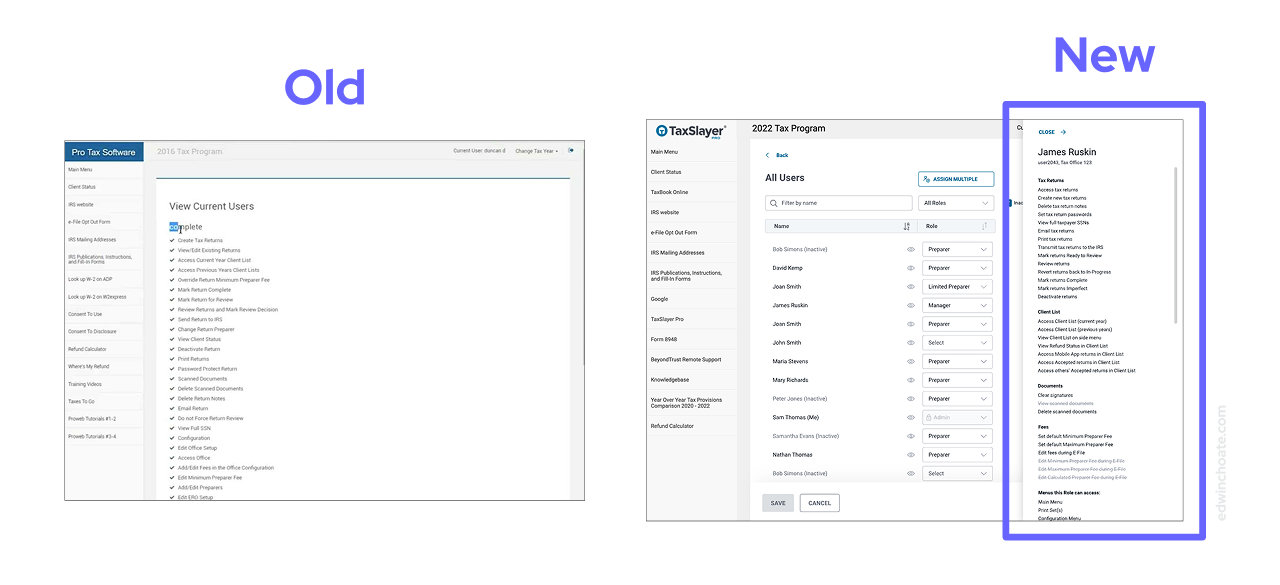 Old
New
Pro Tax Software
2016 Tax Program
Current User: duncan d
Change Tax Year
Main Menu
Client Status
IRS website
e-File Opt Out Form
IRS Mailing Addresses
IRS Publications, Instructions,
and Fill-In Forms
Look up W-2 on ADP
Look up W-2 on W2express
Consent To Use
Consent To Disclosure
Refund Calculator
Where's My Refund
Training Videos
Taxes To Go
Proweb Tutorials #1-2
Proweb Tutorials #3-4
View Current Users
complete
Create Tax Returns
View/Edit Existing Returns
Access Current Year Client List
Access Previous Years Client Lists
Override Return Minimum Preparer Fee
Mark Return Complete
Mark Return for Review
Review Returns and Mark Review Decision
Send Return to IRS
Change Return Preparer
View Client Status
Deactivate Return
Print Returns
Password Protect Return
Scanned Documents
Delete Scanned Documents
Delete Return Notes
Email Return
Do not Force Return Review
View Full SSN
Configuration
Edit Office Setup
Access Office
Add/Edit Fees in the Office Configuration
Edit Minimum Preparer Fee
Add/Edit Preparers
Edit ERO Setup
TaxSlayer PRO
2022 Tax Program
Cu
Main Menu
Client Status
TaxBook Online
IRS website
e-File Opt Out Form
IRS Mailing Addresses
IRS Publications, Instructions,
and Fill-In Forms
Google
TaxSlayer Pro
Form 8948
BeyondTrust Remote Support
Knowledgebase
Year Over Year Tax Provisions
Comparison 2020 - 2022
Refund Calculator
Back
All Users
ASSIGN MULTIPLE
Filter by name
All Roles
Inac
Name
Role
Bob Simons (Inactive)
Preparer
David Kemp
Preparer
Joan Smith
Limited Preparer
James Ruskin
Manager
Joan Smith
Preparer
John Smith
Select
Maria Stevens
Preparer
Mary Richards
Preparer
Peter Jones (Inactive)
Preparer
Sam Thomas (Me)
Admin
Samantha Evans (Inactive)
Preparer
Nathan Thomas
Preparer
Bob Simons (Inactive)
Select
SAVE
CANCEL
CLOSE
James Ruskin
user2043, Tax Office 123
Tax Returns
Access tax returns
Create new tax returns
Delete tax return notes
Set tax return passwords
View full taxpayer SSNs
Email tax returns
Print tax returns
Transmit tax returns to the IRS
Mark returns Ready to Review
Review returns
Revert returns back to In-Progress
Mark returns Complete
Mark returns Imperfect
Deactivate returns
Client List
Access Client List (current year)
Access Client List (previous years)
View Client List on side menu
View Refund Status in Client List
Access Mobile App returns in Client List
Access Accepted returns in Client List
Access others' Accepted returns in Client List
Documents
Clear signatures
View scanned documents
Delete scanned documents
Fees
Set default Minimum Preparer Fee
Set default Maximum Preparer Fee
Edit fees during E-File
Edit Minimum Preparer Fee during E-File
Edit Maximum Preparer Fee during E-File
Edit Calculated Preparer Fee during E-File
Menus this Role can access:
Main Menu
Print Set(s)
Configuration Menu
edwinchoate.com